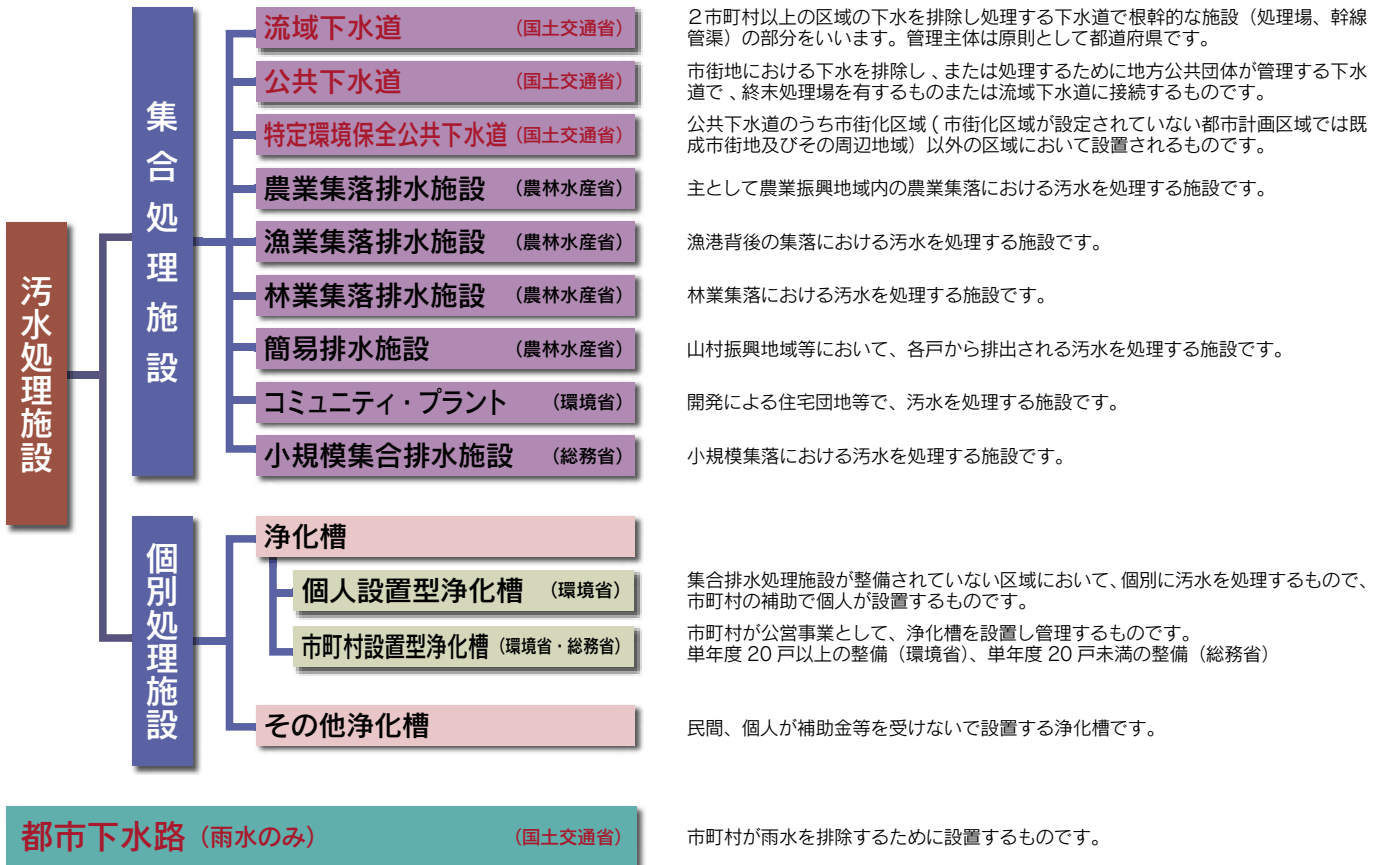 汚水処理施設
集合処理施設
流域下水道 (国土交通省)
2市町村以上の区域の下水を排除し処理する下水道で根幹的な施設（処理場、幹線
管渠）の部分をいいます。管理主体は原則として都道府県です。
公共下水道 (国土交通省)
市街地における下水を排除し 、または処理するために地方公共団体が管理する下水
道で 、終末処理場を有するものまたは流域下水道に接続するものです。
特定環境保全公共下水道 (国土交通省)
公共下水道のうち市街化区域 ( 市街化区域が設定されていない都市計画区域では既
成市街地及びその周辺地域）以外の区域において設置されるものです。
農業集落排水施設 (農林水産省)
主として農業振興地域内の農業集落における汚水を処理する施設です。
漁業集落排水施設 (農林水産省)
漁港背後の集落における汚水を処理する施設です。
林業集落排水施設 (農林水産省)
林業集落における汚水を処理する施設です。
簡易排水施設 (農林水産省)
山村振興地域等において、各戸から排出される汚水を処理する施設です。
コミュニティ・プラント (環境省)
開発による住宅団地等で、汚水を処理する施設です。
小規模集合排水施設 (総務省)
小規模集落における汚水を処理する施設です。
個別処理施設
浄化槽
個人設置型浄化槽 (環境省)
集合排水処理施設が整備されていない区域において、個別に汚水を処理するもので、
市町村の補助で個人が設置するものです。
市町村設置型浄化槽 (環境省・総務省)
市町村が公営事業として、浄化槽を設置し管理するものです。
単年度 20 戸以上の整備（環境省）、単年度 20 戸未満の整備（総務省）
その他浄化槽
民間、個人が補助金等を受けないで設置する浄化槽です。
都市下水路（雨水のみ） (国土交通省)
市町村が雨水を排除するために設置するものです。